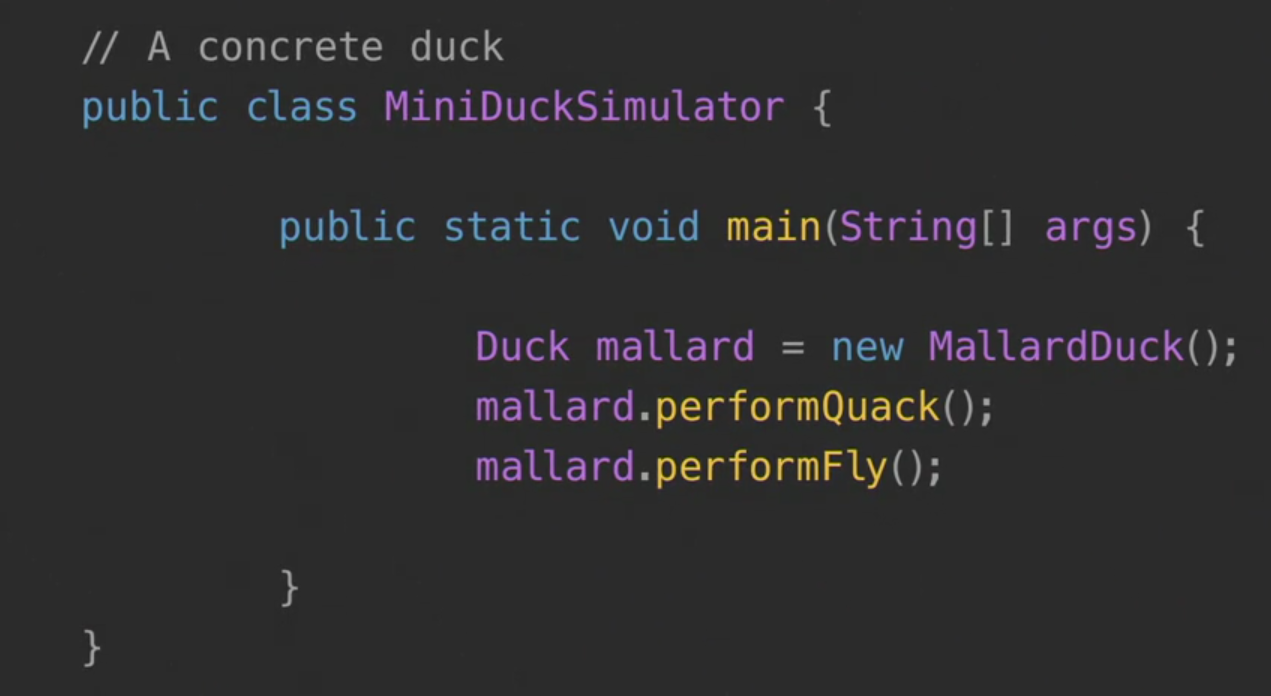 // A concrete duck
public class MiniDuckSimulator {
public static void main(String[] args) {
Duck mallard = new MallardDuck();
mallard.performQuack();
mallard.performFly();
}
}